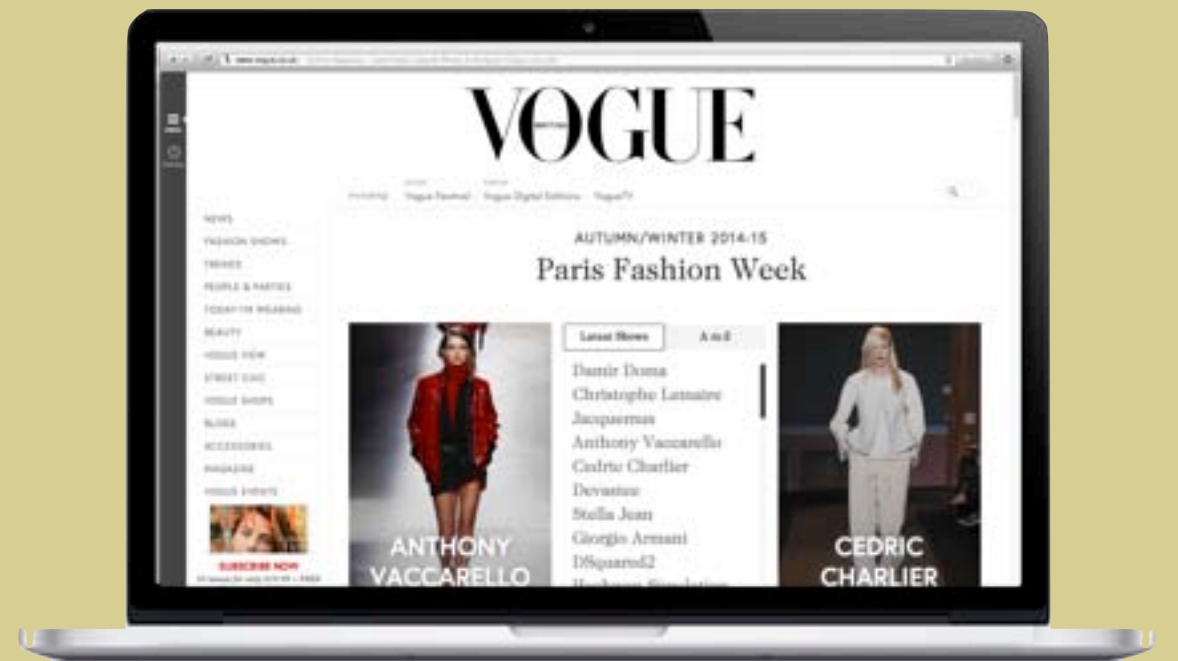 VOGUE
BRITISH
Vogue Festival Vogue Digital Editions VogueTV
NEWS
FASHION SHOWS
TRENDS
PEOPLE & PARTIES
TODAY I'M WEARING
BEAUTY
VOGUE VIEW
STREET CHIC
VOGUE SHOPS
BLOGS
ACCESSORIES
MAGAZINE
VOGUE EVENTS
SUBSCRIBE NOW
AUTUMN/WINTER 2014-15
Paris Fashion Week
ANTHONY
VACCARELLO
Latest Shows A to Z
Damir Doma
Christophe Lemaire
Jacquemus
Anthony Vaccarello
Cedric Charlier
Devastee
Stella Jean
Giorgio Armani
DSquared2
CEDRIC
CHARLIER